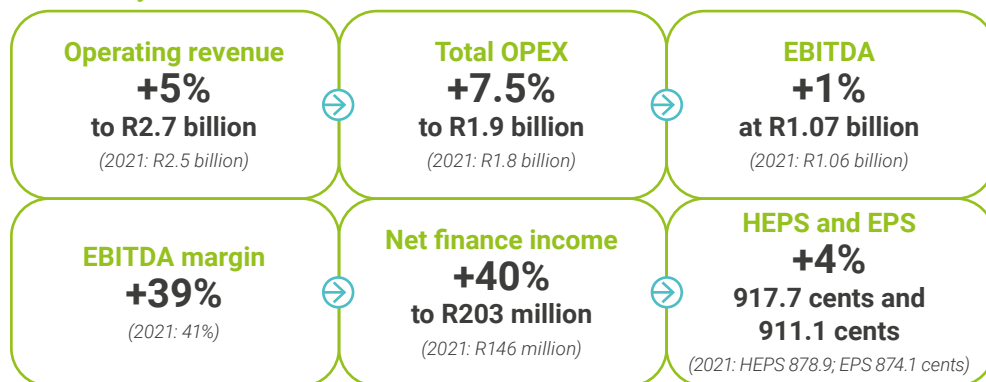 Operating revenue
+5%
to R2.7 billion
(2021: R2.5 billion)
Total OPEX
+7.5%
to R1.9 billion
(2021: R1.8 billion)
EBITDA
+1%
at R1.07 billion
(2021: R1.06 billion)
EBITDA margin
+39%
(2021: 41%)
Net finance income
+40%
to R203 million
(2021: R146 million)
HEPS and EPS
+4%
917.7 cents and
911.1 cents
(2021: HEPS 878.9; EPS 874.1 cents)